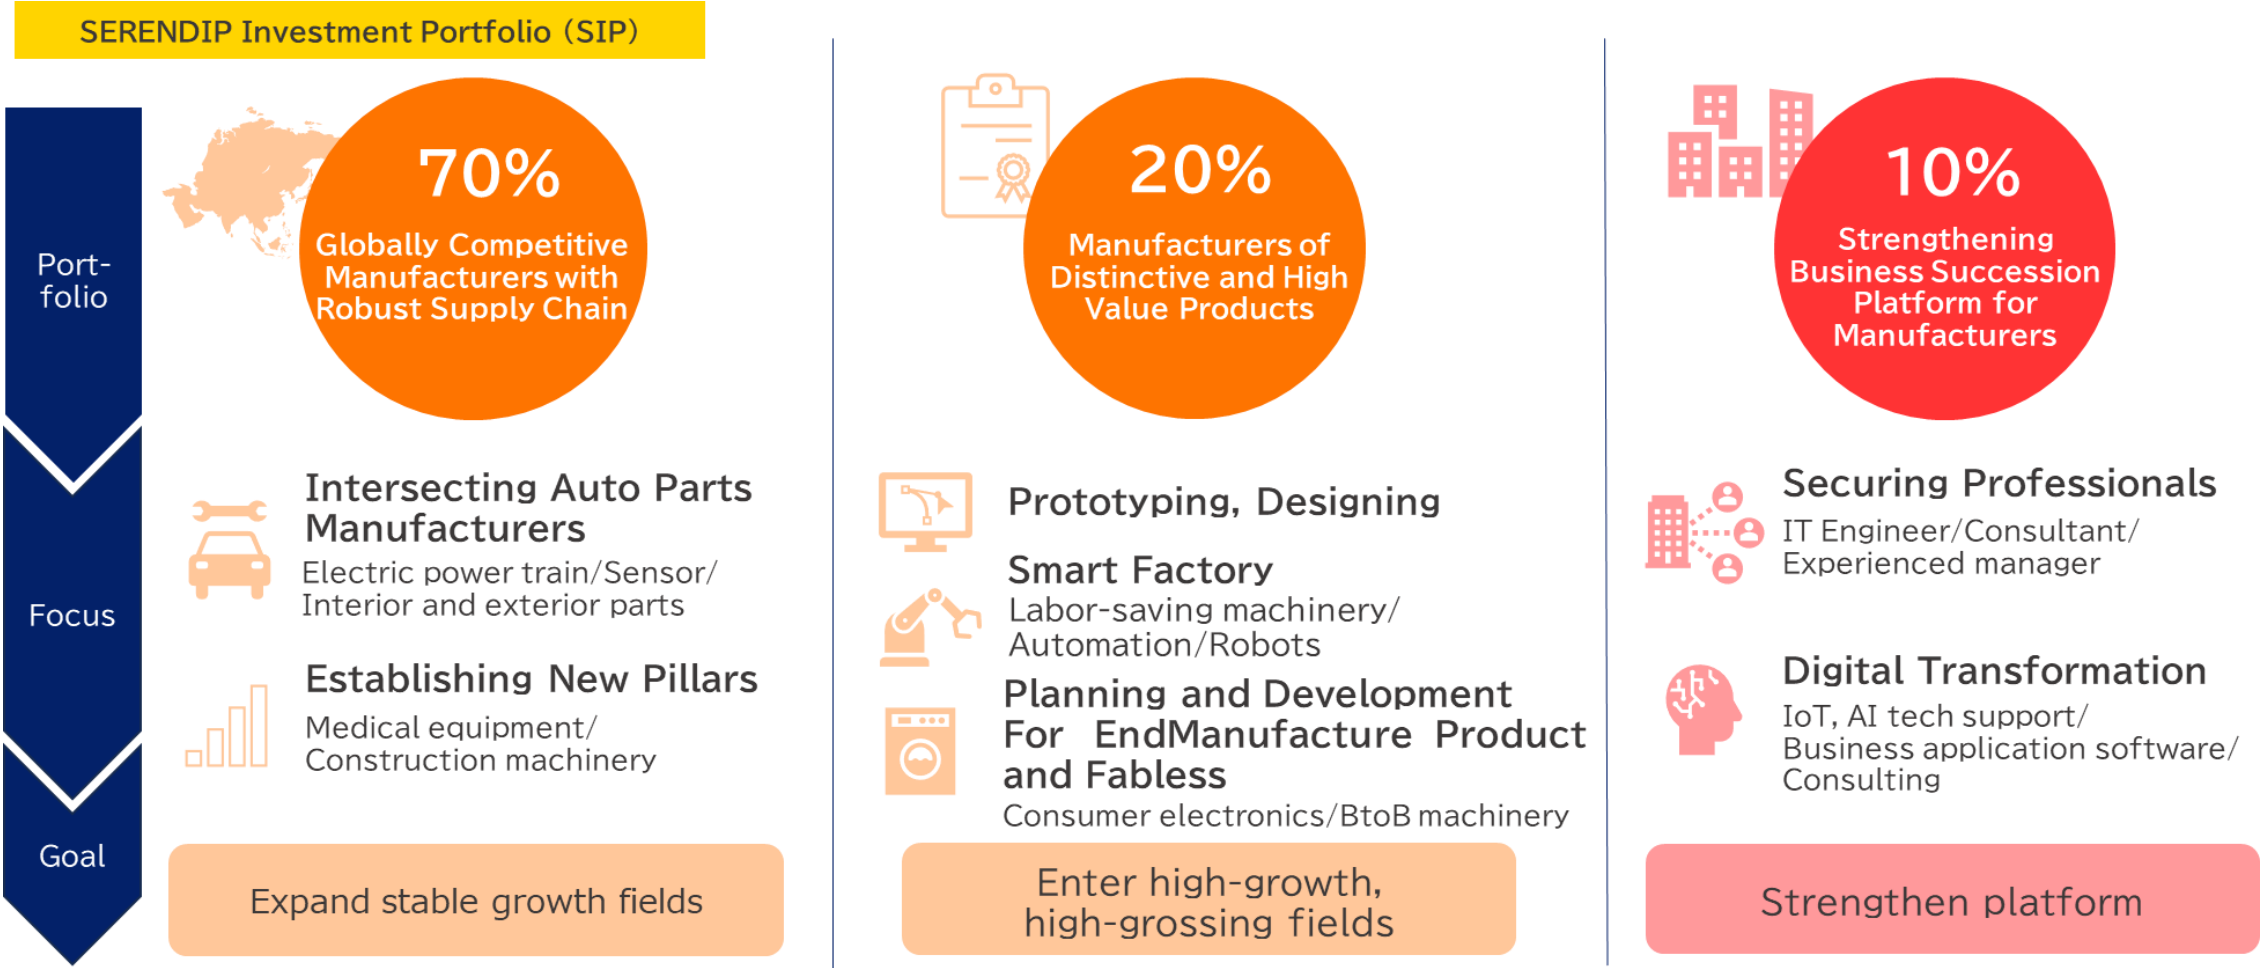 SERENDIP Investment Portfolio (SIP)
Port-
folio
70%
Globally Competitive
Manufacturers with
Robust Supply Chain
20%
Manufacturers of
Distinctive and High
Value Products
10%
Strengthening
Business Succession
Platform for
Manufacturers
Focus
Intersecting Auto Parts
Manufacturers
Electric power train/Sensor/
Interior and exterior parts
Establishing New Pillars
Medical equipment/
Construction machinery
Prototyping, Designing
Smart Factory
Labor-saving machinery/
Automation/Robots
Planning and Development
For EndManufacture Product
and Fabless
Consumer electronics/BtoB machinery
Securing Professionals
IT Engineer/Consultant/
Experienced manager
Digital Transformation
IoT, AI tech support/
Business application software/
Consulting
Goal
Expand stable growth fields
Enter high-growth,
high-grossing fields
Strengthen platform